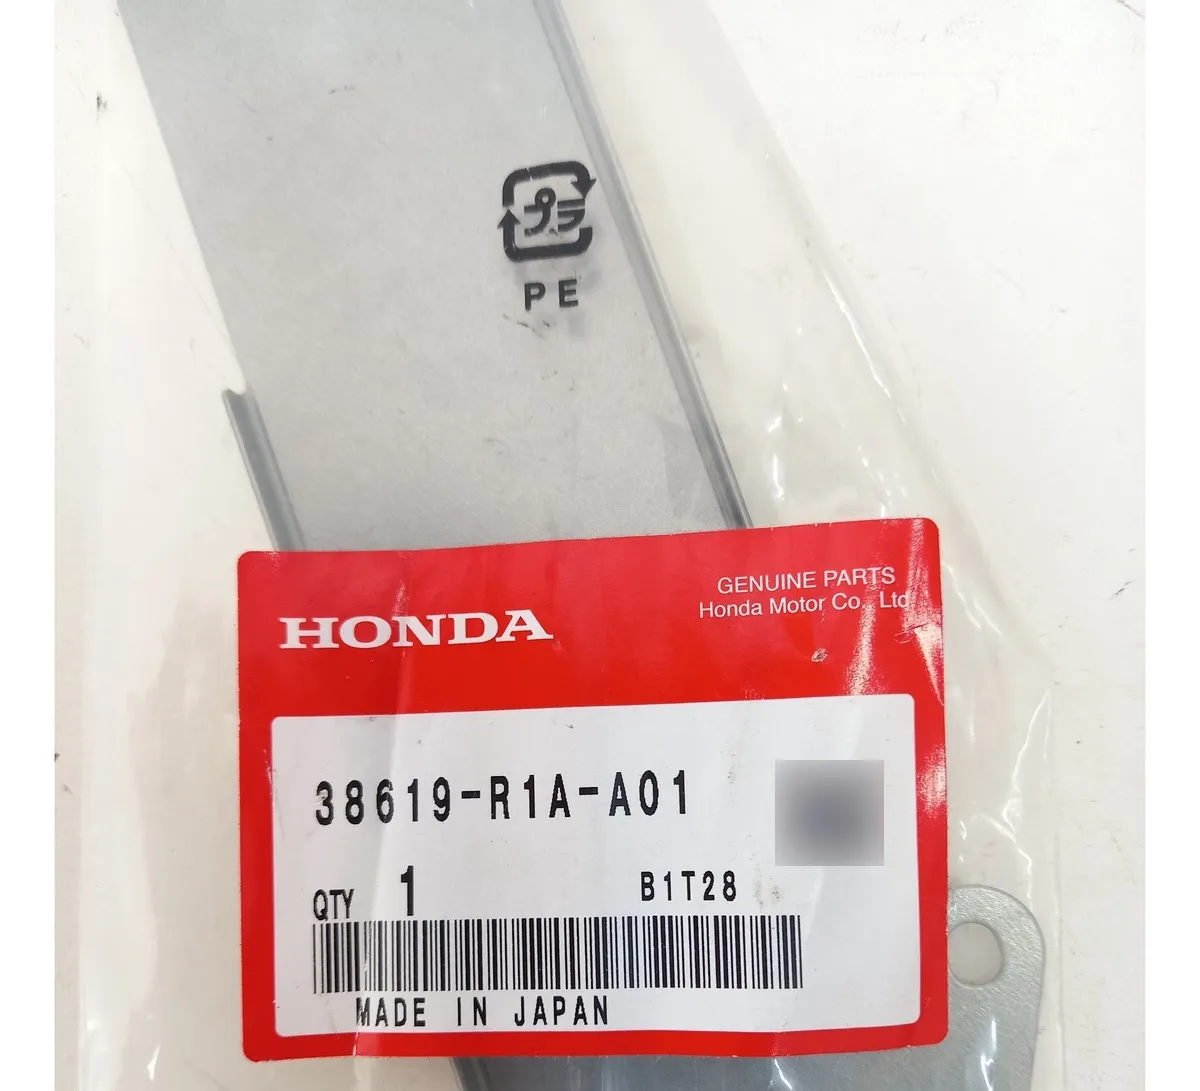 プラ
PE
GENUINE PARTS
Honda Motor Co., Ltd.
HONDA
38619-R1A-A01
QTY 1 B1T28
MADE IN JAPAN